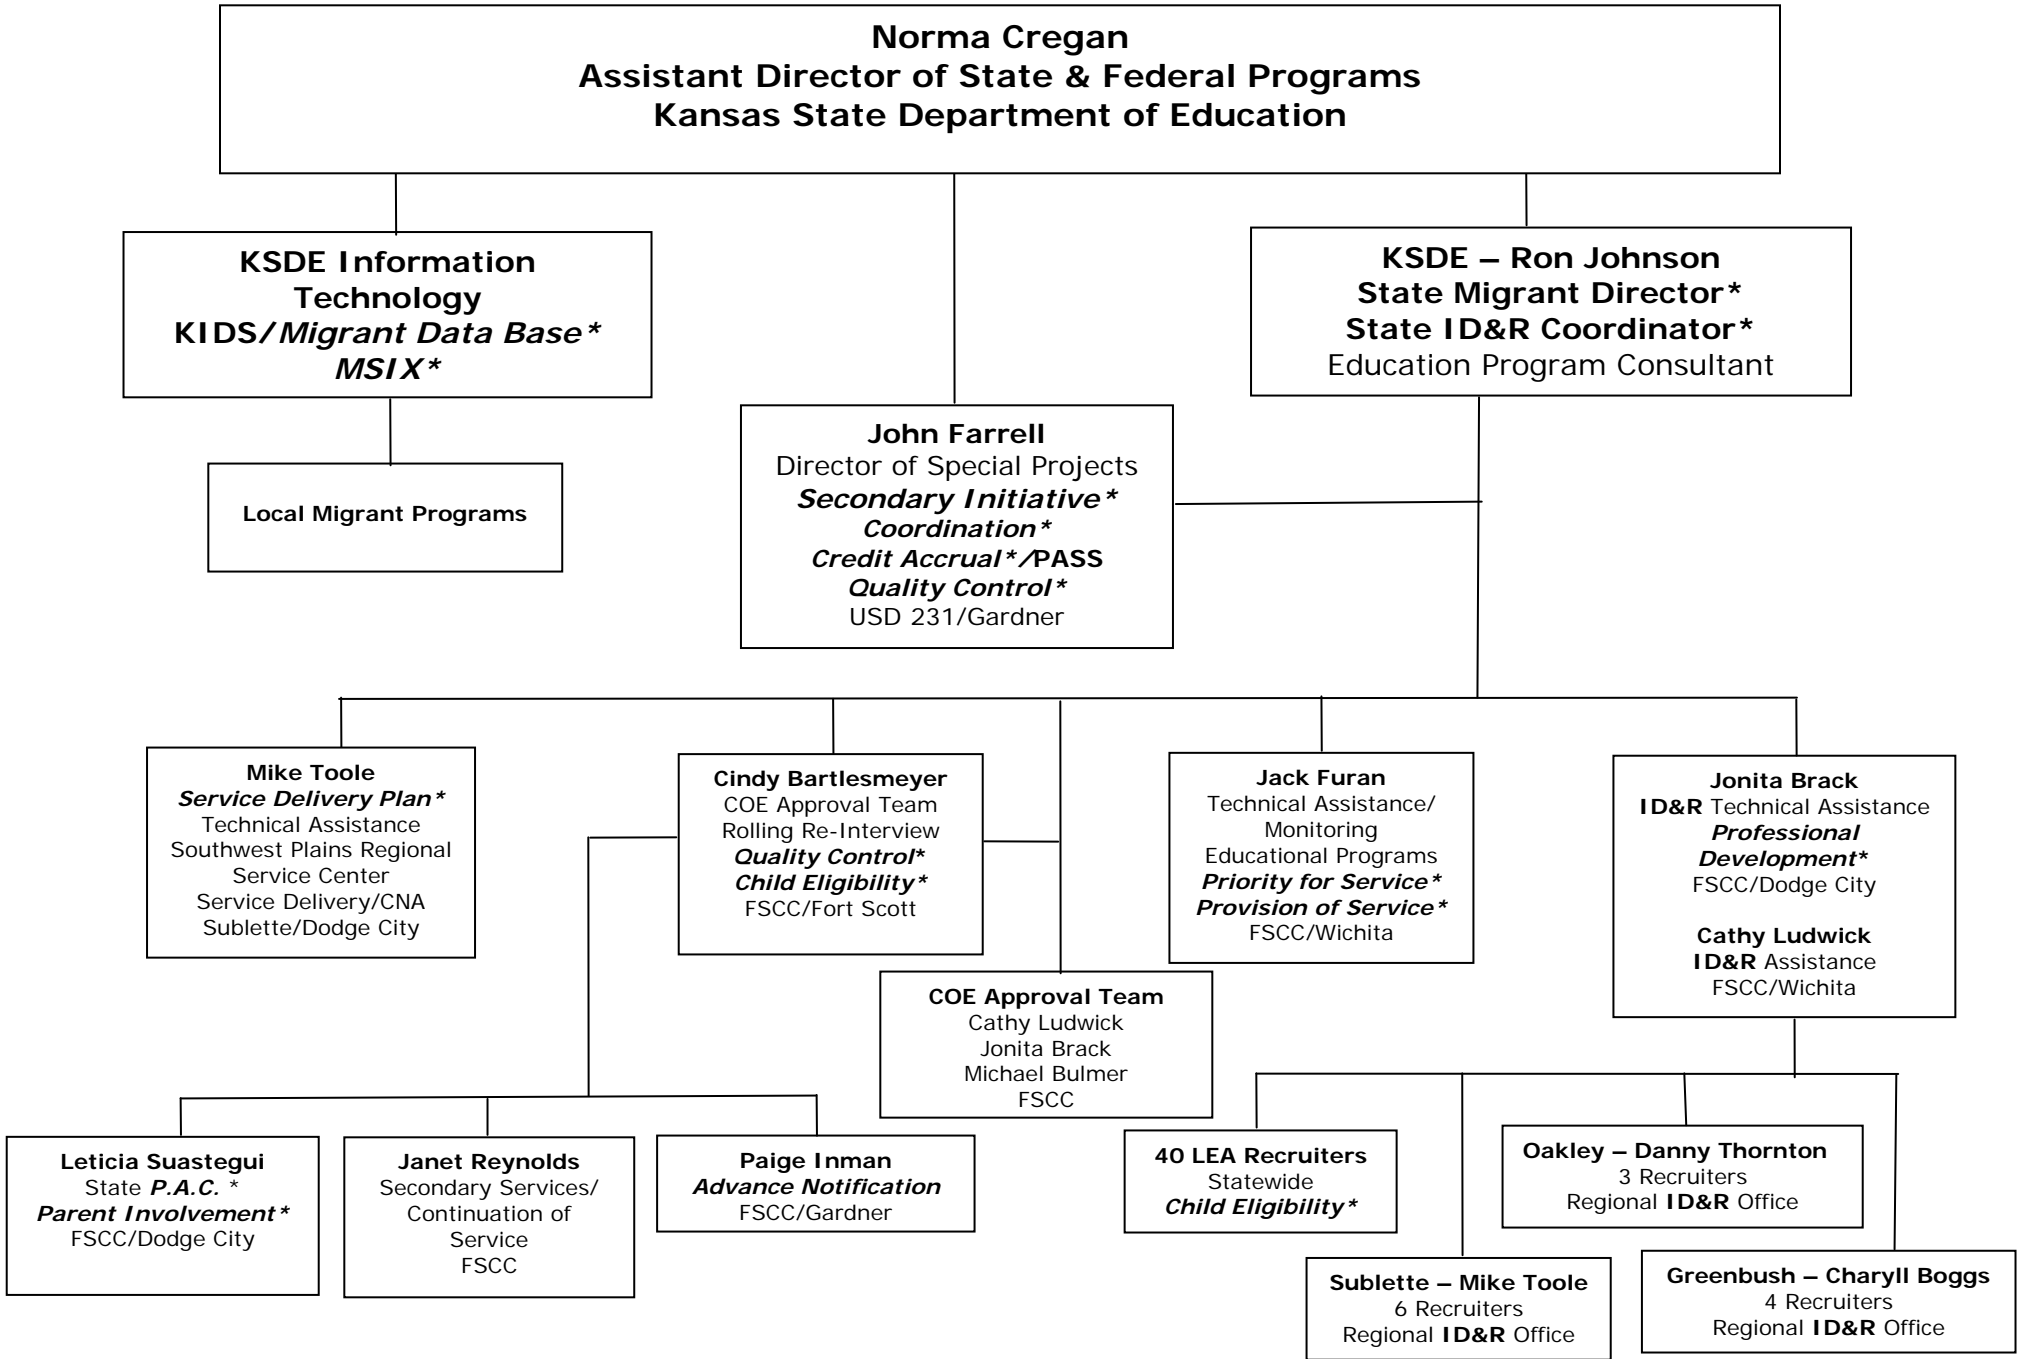 Norma Cregan
Assistant Director of State & Federal Programs
Kansas State Department of Education
KSDE Information
Technology
KIDS/Migrant Data Base*
MSIX*
KSDE – Ron Johnson
State Migrant Director*
State ID&R Coordinator*
Education Program Consultant
Local Migrant Programs
John Farrell
Director of Special Projects
Secondary Initiative*
Coordination*
Credit Accrual*/PASS
Quality Control*
USD 231/Gardner
Mike Toole
Service Delivery Plan*
Technical Assistance
Southwest Plains Regional
Service Center
Service Delivery/CNA
Sublette/Dodge City
Cindy Bartlesmeyer
COE Approval Team
Rolling Re-Interview
Quality Control*
Child Eligibility*
FSCC/Fort Scott
Jack Furan
Technical Assistance/
Monitoring
Educational Programs
Priority for Service*
Provision of Service*
FSCC/Wichita
Jonita Brack
ID&R Technical Assistance
Professional
Development*
FSCC/Dodge City
Cathy Ludwick
ID&R Assistance
FSCC/Wichita
COE Approval Team
Cathy Ludwick
Jonita Brack
Michael Bulmer
FSCC
Leticia Suastegui
State P.A.C. *
Parent Involvement*
FSCC/Dodge City
Janet Reynolds
Secondary Services/
Continuation of
Service
FSCC
Paige Inman
Advance Notification
FSCC/Gardner
40 LEA Recruiters
Statewide
Child Eligibility*
Oakley – Danny Thornton
3 Recruiters
Regional ID&R Office
Sublette – Mike Toole
6 Recruiters
Regional ID&R Office
Greenbush – Charyll Boggs
4 Recruiters
Regional ID&R Office